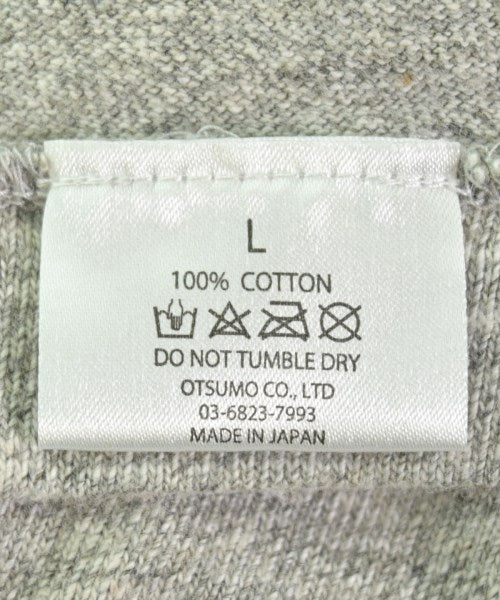 L
100% COTTON
DO NOT TUMBLE DRY
OTSUMO CO., LTD
03-6823-7993
MADE IN JAPAN